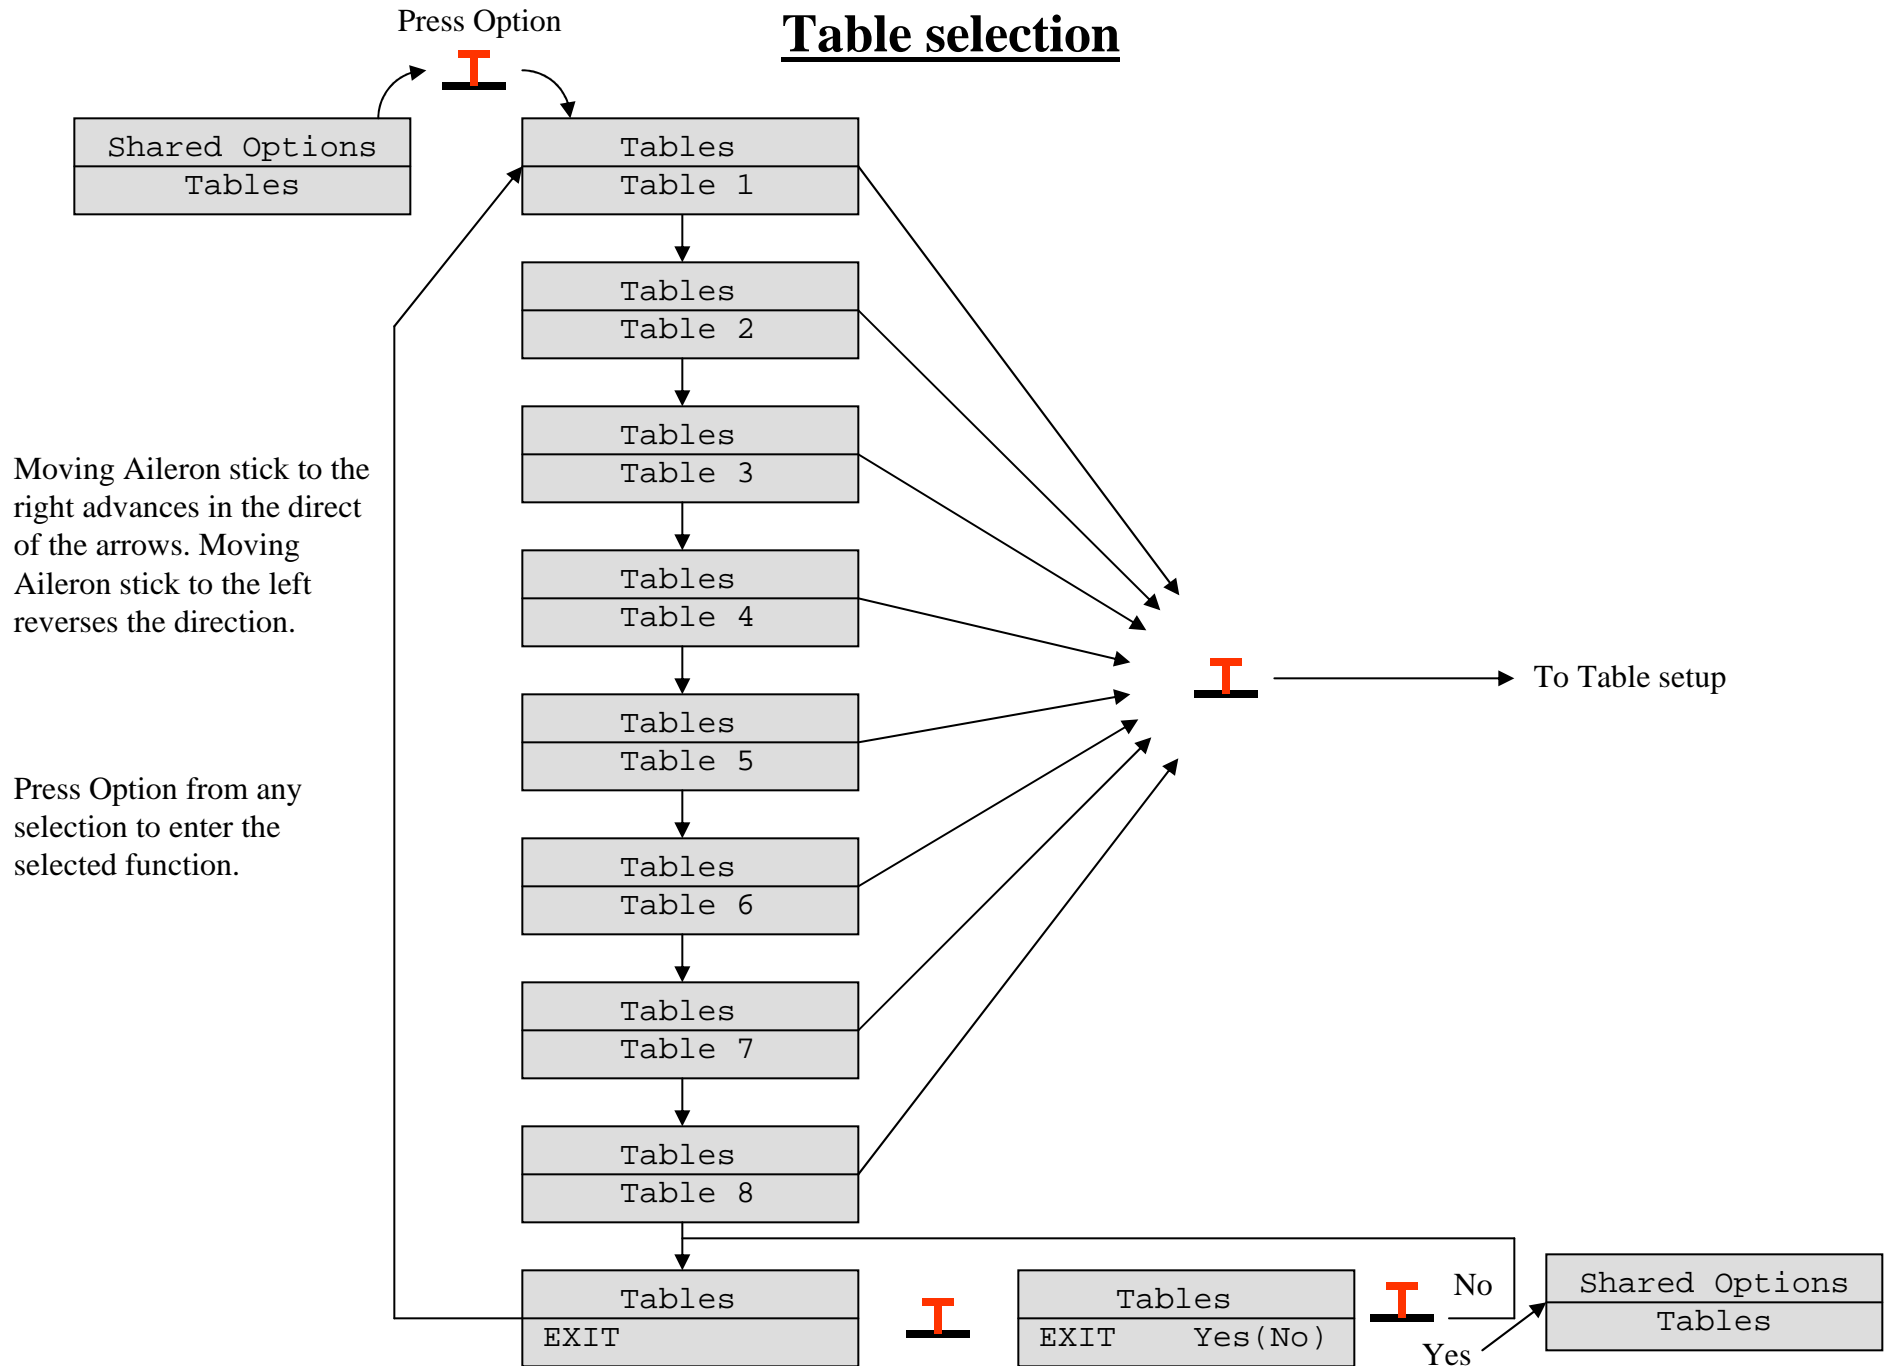 Press Option
Table selection
Shared Options
Tables
Tables
Table 1
Tables
Table 2
Tables
Table 3
Moving Aileron stick to the
right advances in the direct
of the arrows. Moving
Aileron stick to the left
reverses the direction.
Tables
Table 4
To Table setup
Tables
Table 5
Press Option from any
selection to enter the
selected function.
Tables
Table 6
Tables
Table 7
Tables
Table 8
Tables
EXIT
Tables
EXIT Yes(No)
No
Yes
Shared Options
Tables